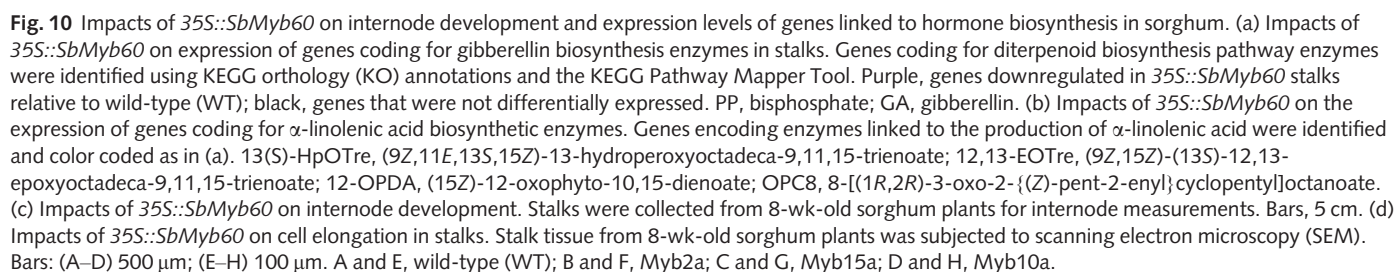 Fig. 10 Impacts of 35S::SbMyb60 on internode development and expression levels of genes linked to hormone biosynthesis in sorghum. (a) Impacts of
35S::SbMyb60 on expression of genes coding for gibberellin biosynthesis enzymes in stalks. Genes coding for diterpenoid biosynthesis pathway enzymes
were identified using KEGG orthology (KO) annotations and the KEGG Pathway Mapper Tool. Purple, genes downregulated in 35S::SbMyb60 stalks
relative to wild-type (WT); black, genes that were not differentially expressed. PP, bisphosphate; GA, gibberellin. (b) Impacts of 35S::SbMyb60 on the
expression of genes coding for α-linolenic acid biosynthetic enzymes. Genes encoding enzymes linked to the production of α-linolenic acid were identified
and color coded as in (a). 13(S)-HpOTre, (9Z,11E,13S,15Z)-13-hydroperoxyoctadeca-9,11,15-trienoate; 12,13-EOTre, (9Z,15Z)-(13S)-12,13-
epoxyoctadeca-9,11,15-trienoate; 12-OPDA, (15Z)-12-oxophyto-10,15-dienoate; OPC8, 8-[(1R,2R)-3-oxo-2-{(Z)-pent-2-enyl}cyclopentyl]octanoate.
(c) Impacts of 35S::SbMyb60 on internode development. Stalks were collected from 8-wk-old sorghum plants for internode measurements. Bars, 5 cm. (d)
Impacts of 35S::SbMyb60 on cell elongation in stalks. Stalk tissue from 8-wk-old sorghum plants was subjected to scanning electron microscopy (SEM).
Bars: (A–D) 500 μm; (E–H) 100 μm. A and E, wild-type (WT); B and F, Myb2a; C and G, Myb15a; D and H, Myb10a.